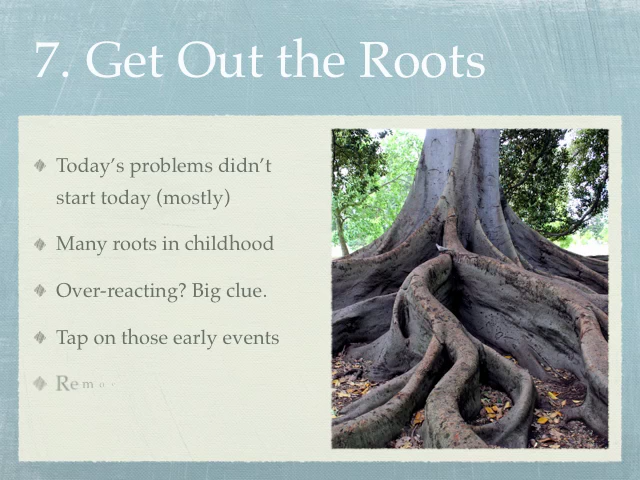 7. Get Out the Roots
Today's problems didn't
start today (mostly)
Many roots in childhood
Over-reacting? Big clue.
Tap on those early events
Remo